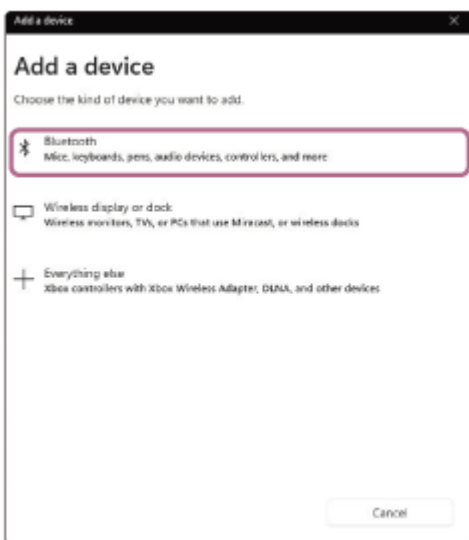 Add a device
Add a device
Choose the kind of device you want to add.
Bluetooth
Mice, keyboards, pens, audio devices, controllers, and more
Wireless display or dock
Wireless monitors, TVs, or PCs that use Miracast, or wireless docks
Everything else
Xbox controllers with Xbox Wireless Adapter, DLNA, and other devices
Cancel